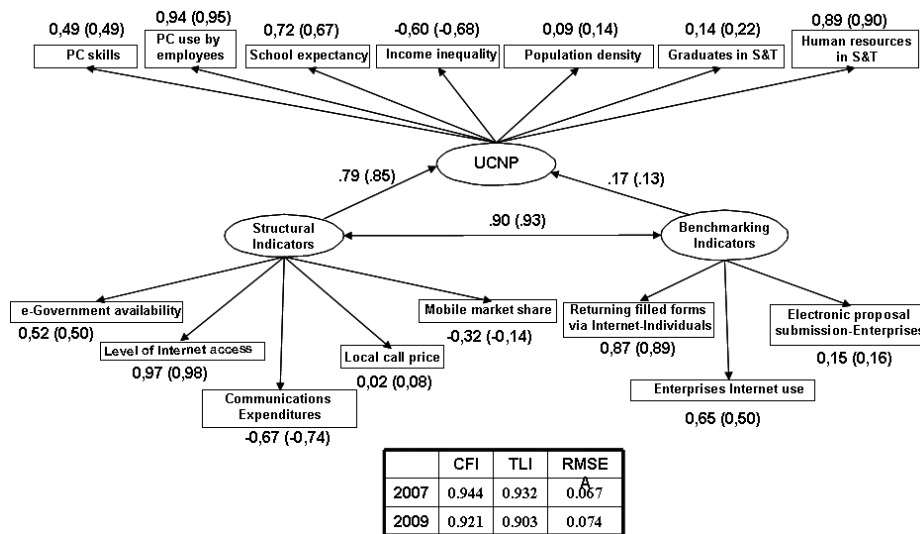 0,49 (0,49)
0,94 (0,95)
0,72 (0,67)
-0,60 (-0,68)
0,09 (0,14)
0,14 (0,22)
0,89 (0,90)
PC skills
PC use by
employees
School expectancy
Income inequality
Population density
Graduates in S&T
Human resources
in S&T
UCNP
.79 (.85)
.17 (.13)
Structural
Indicators
.90 (.93)
Benchmarking
Indicators
e-Government availability
0,52 (0,50)
Level of Internet access
0,97 (0,98)
Communications
Expenditures
-0,67 (-0,74)
Local call price
0,02 (0,08)
Mobile market share
-0,32 (-0,14)
Returning filled forms
via Internet-Individuals
0,87 (0,89)
Enterprises Internet use
0,65 (0,50)
Electronic proposal
submission-Enterprises
0,15 (0,16)
CFI TLI RMSE
A
2007 0.944 0.932 0.067
2009 0.921 0.903 0.074